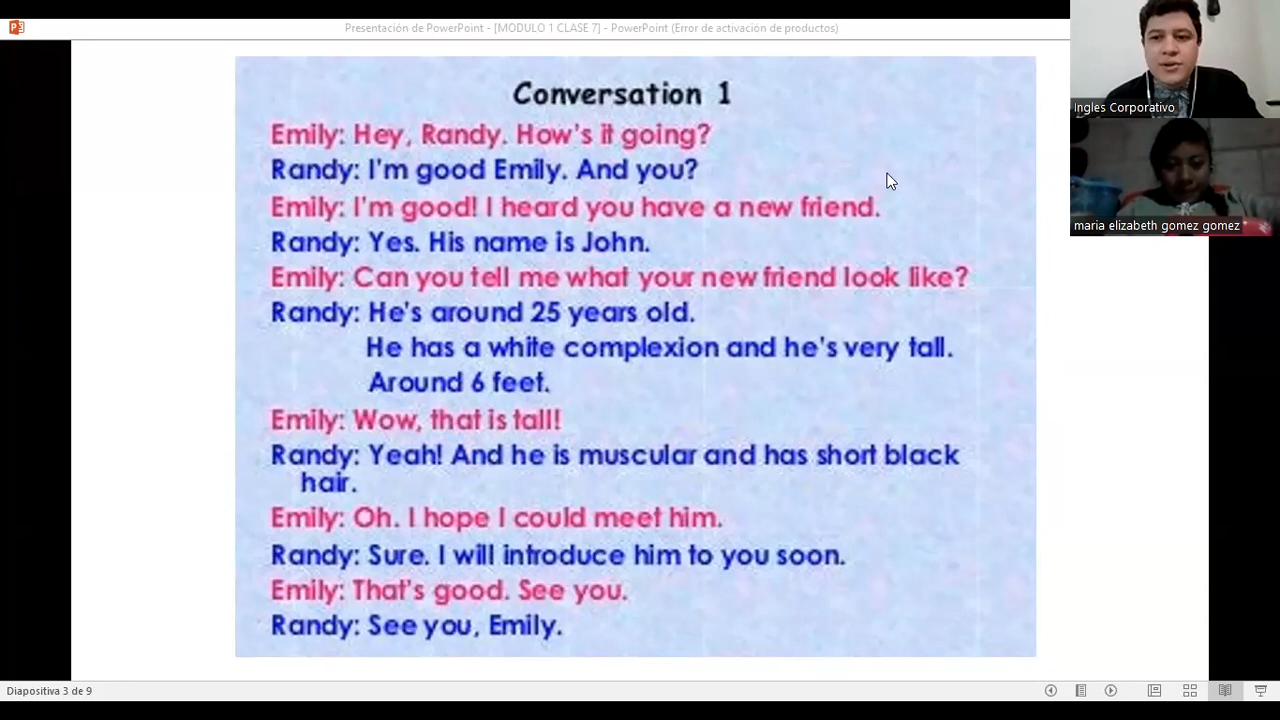 Presentación de PowerPoint - [MODULO 1 CLASE 7] - PowerPoint (Error de activación de productos)
Ingles Corporativo
maria elizabeth gomez gomez
Conversation 1
Emily: Hey, Randy. How's it going?
Randy: I'm good Emily. And you?
Emily: I'm good! I heard you have a new friend.
Randy: Yes. His name is John.
Emily: Can you tell me what your new friend look like?
Randy: He's around 25 years old.
He has a white complexion and he's very tall.
Around 6 feet.
Emily: Wow, that is tall!
Randy: Yeah! And he is muscular and has short black
hair.
Emily: Oh. I hope I could meet him.
Randy: Sure. I will introduce him to you soon.
Emily: That's good. See you.
Randy: See you, Emily.
Diapositiva 3 de 9